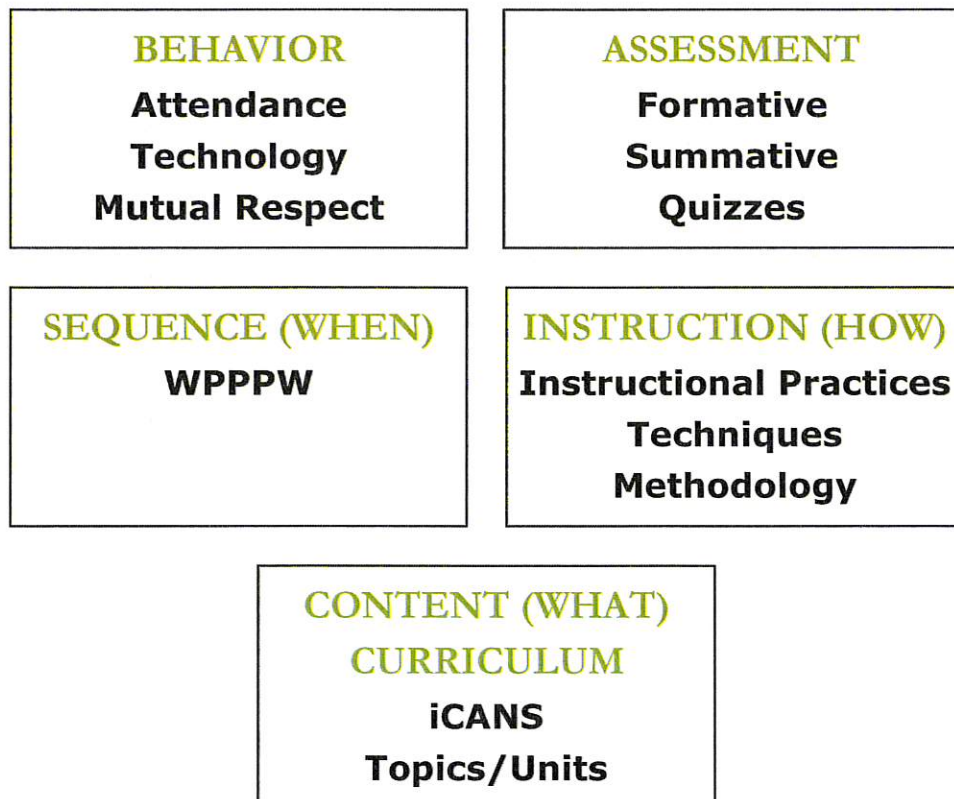 BEHAVIOR
Attendance
Technology
Mutual Respect
ASSESSMENT
Formative
Summative
Quizzes
SEQUENCE (WHEN)
WPPPW
INSTRUCTION (HOW)
Instructional Practices
Techniques
Methodology
CONTENT (WHAT)
CURRICULUM
iCANS
Topics/Units